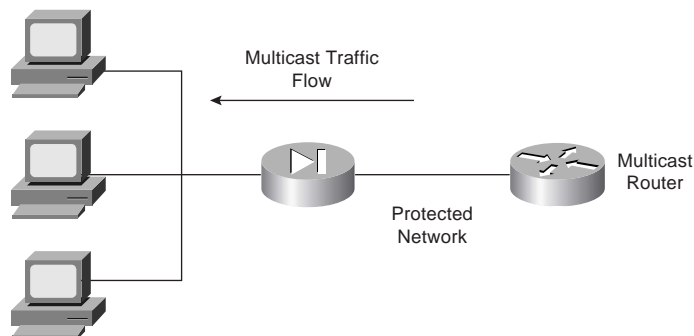 Multicast Traffic
Flow
Multicast
Router
Protected
Network